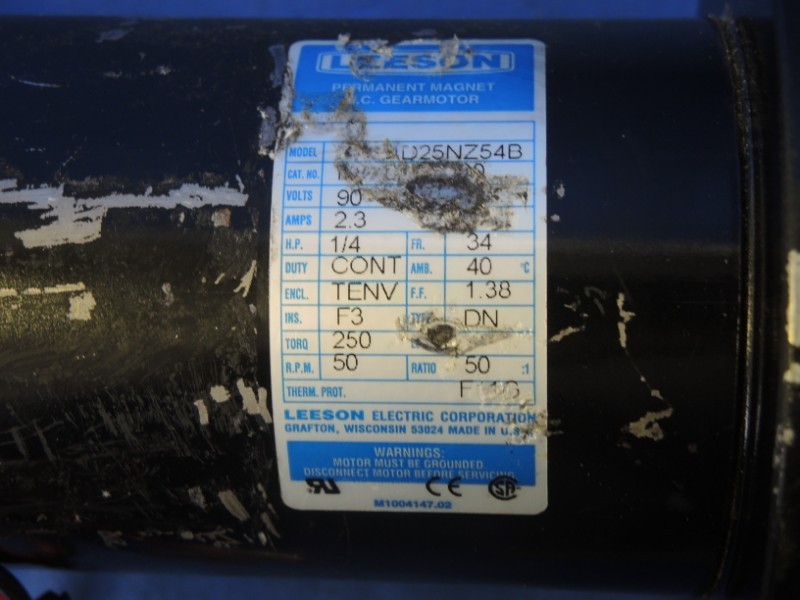 LEESON
PERMANENT MAGNET
D.C. GEARMOTOR
MODEL D25NZ54B
CAT. NO.
VOLTS 90
AMPS 2.3
H.P. 1/4 FR. 34
DUTY CONT AMB. 40 °C
ENCL. TENV F.F. 1.38
INS. F3 TYPE DN
TORQ 250
R.P.M. 50 RATIO 50 :1
THERM. PROT.
LEESON ELECTRIC CORPORATION
GRAFTON, WISCONSIN 53024 MADE IN U.S.
WARNINGS:
MOTOR MUST BE GROUNDED
DISCONNECT MOTOR BEFORE SERVICING
CE
M1004147.02